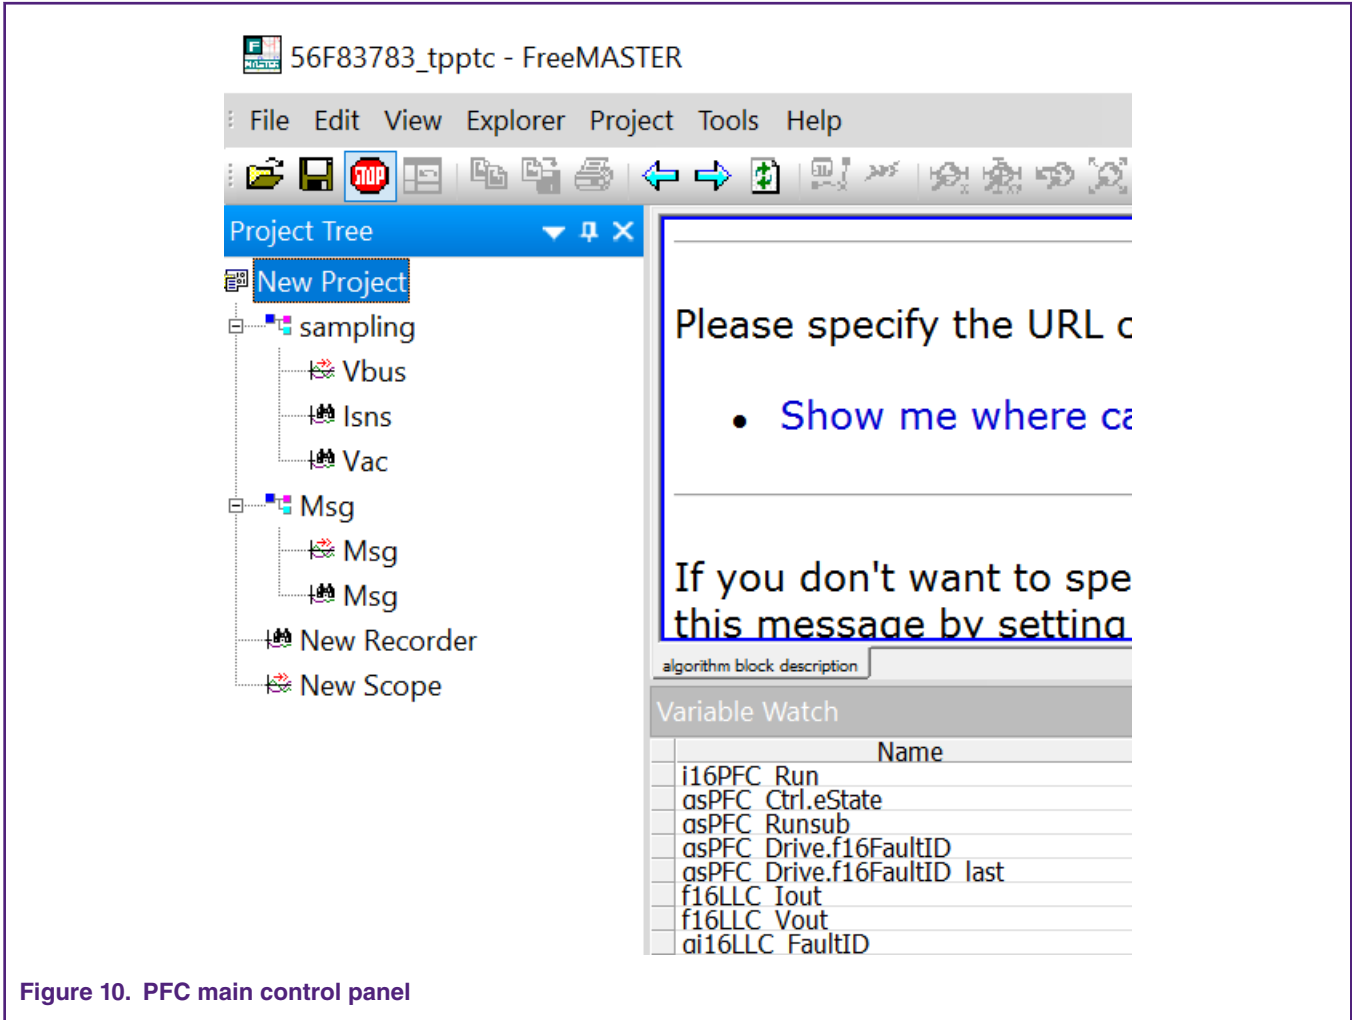 56F83783_tpptc - FreeMASTER
File Edit View Explorer Project Tools Help
STOP
Project Tree
New Project
sampling
Vbus
Isns
Vac
Msg
Msg
Msg
New Recorder
New Scope
Please specify the URL o
Show me where ca
If you don't want to spe
this message by setting
algorithm block description
Variable Watch
Name
i16PFC_Run
gsPFC_Ctrl.eState
gsPFC_Runsub
gsPFC_Drive.f16FaultID
gsPFC_Drive.f16FaultID_last
f16LLC_Iout
f16LLC_Vout
gi16LLC_FaultID
Figure 10. PFC main control panel